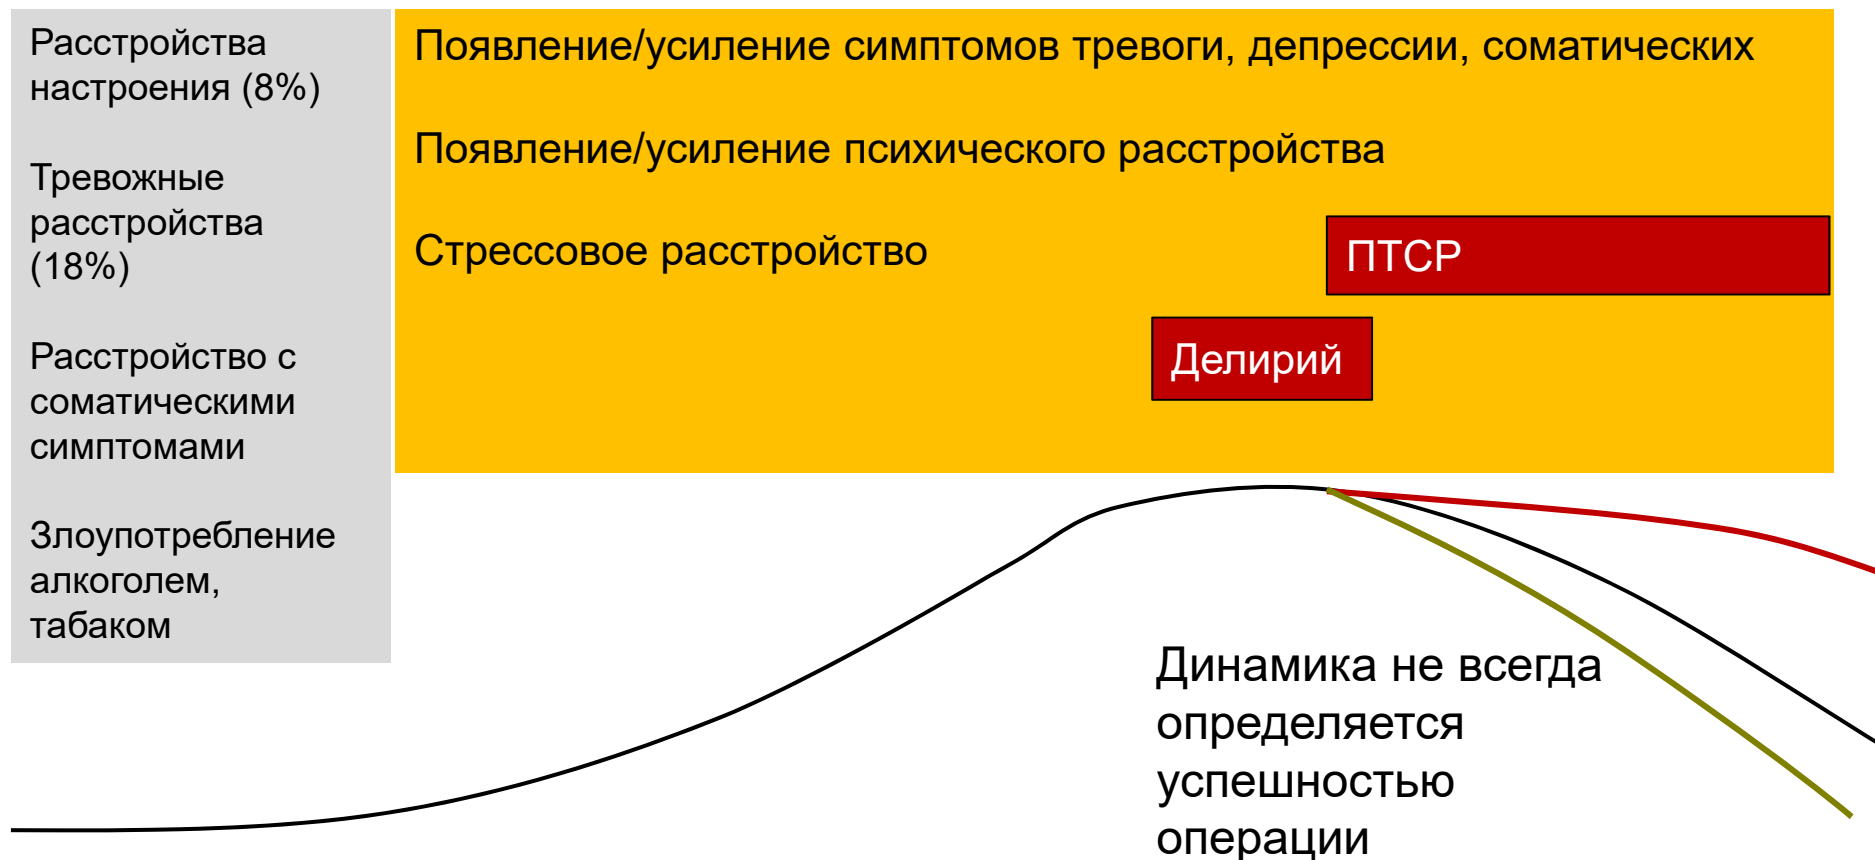 Расстройства
настроения (8%)
Тревожные
расстройства
(18%)
Расстройство с
соматическими
симптомами
Злоупотребление
алкоголем,
табаком
Появление/усиление симптомов тревоги, депрессии, соматических
Появление/усиление психического расстройства
Стрессовое расстройство
ПТСР
Делирий
Динамика не всегда
определяется
успешностью
операции